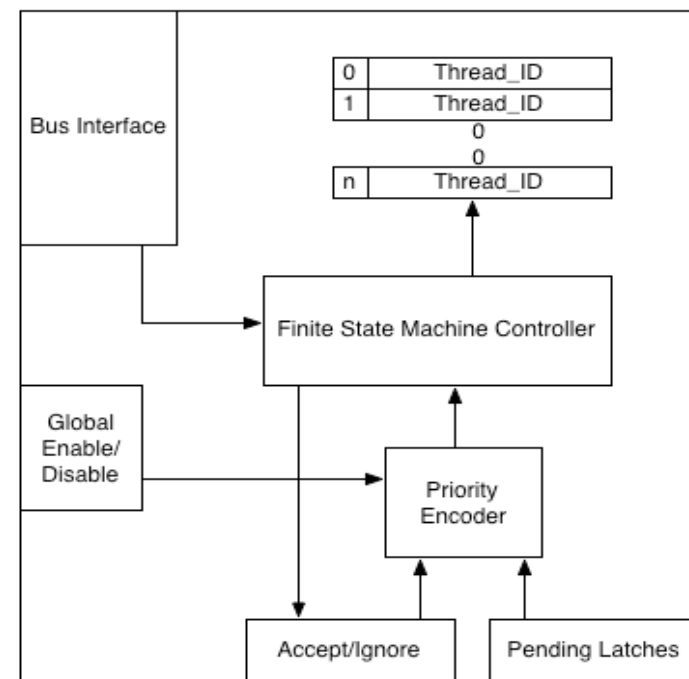 Bus Interface
0 Thread_ID
1 Thread_ID
0
0
n Thread_ID
Finite State Machine Controller
Global
Enable/
Disable
Priority
Encoder
Accept/Ignore
Pending Latches